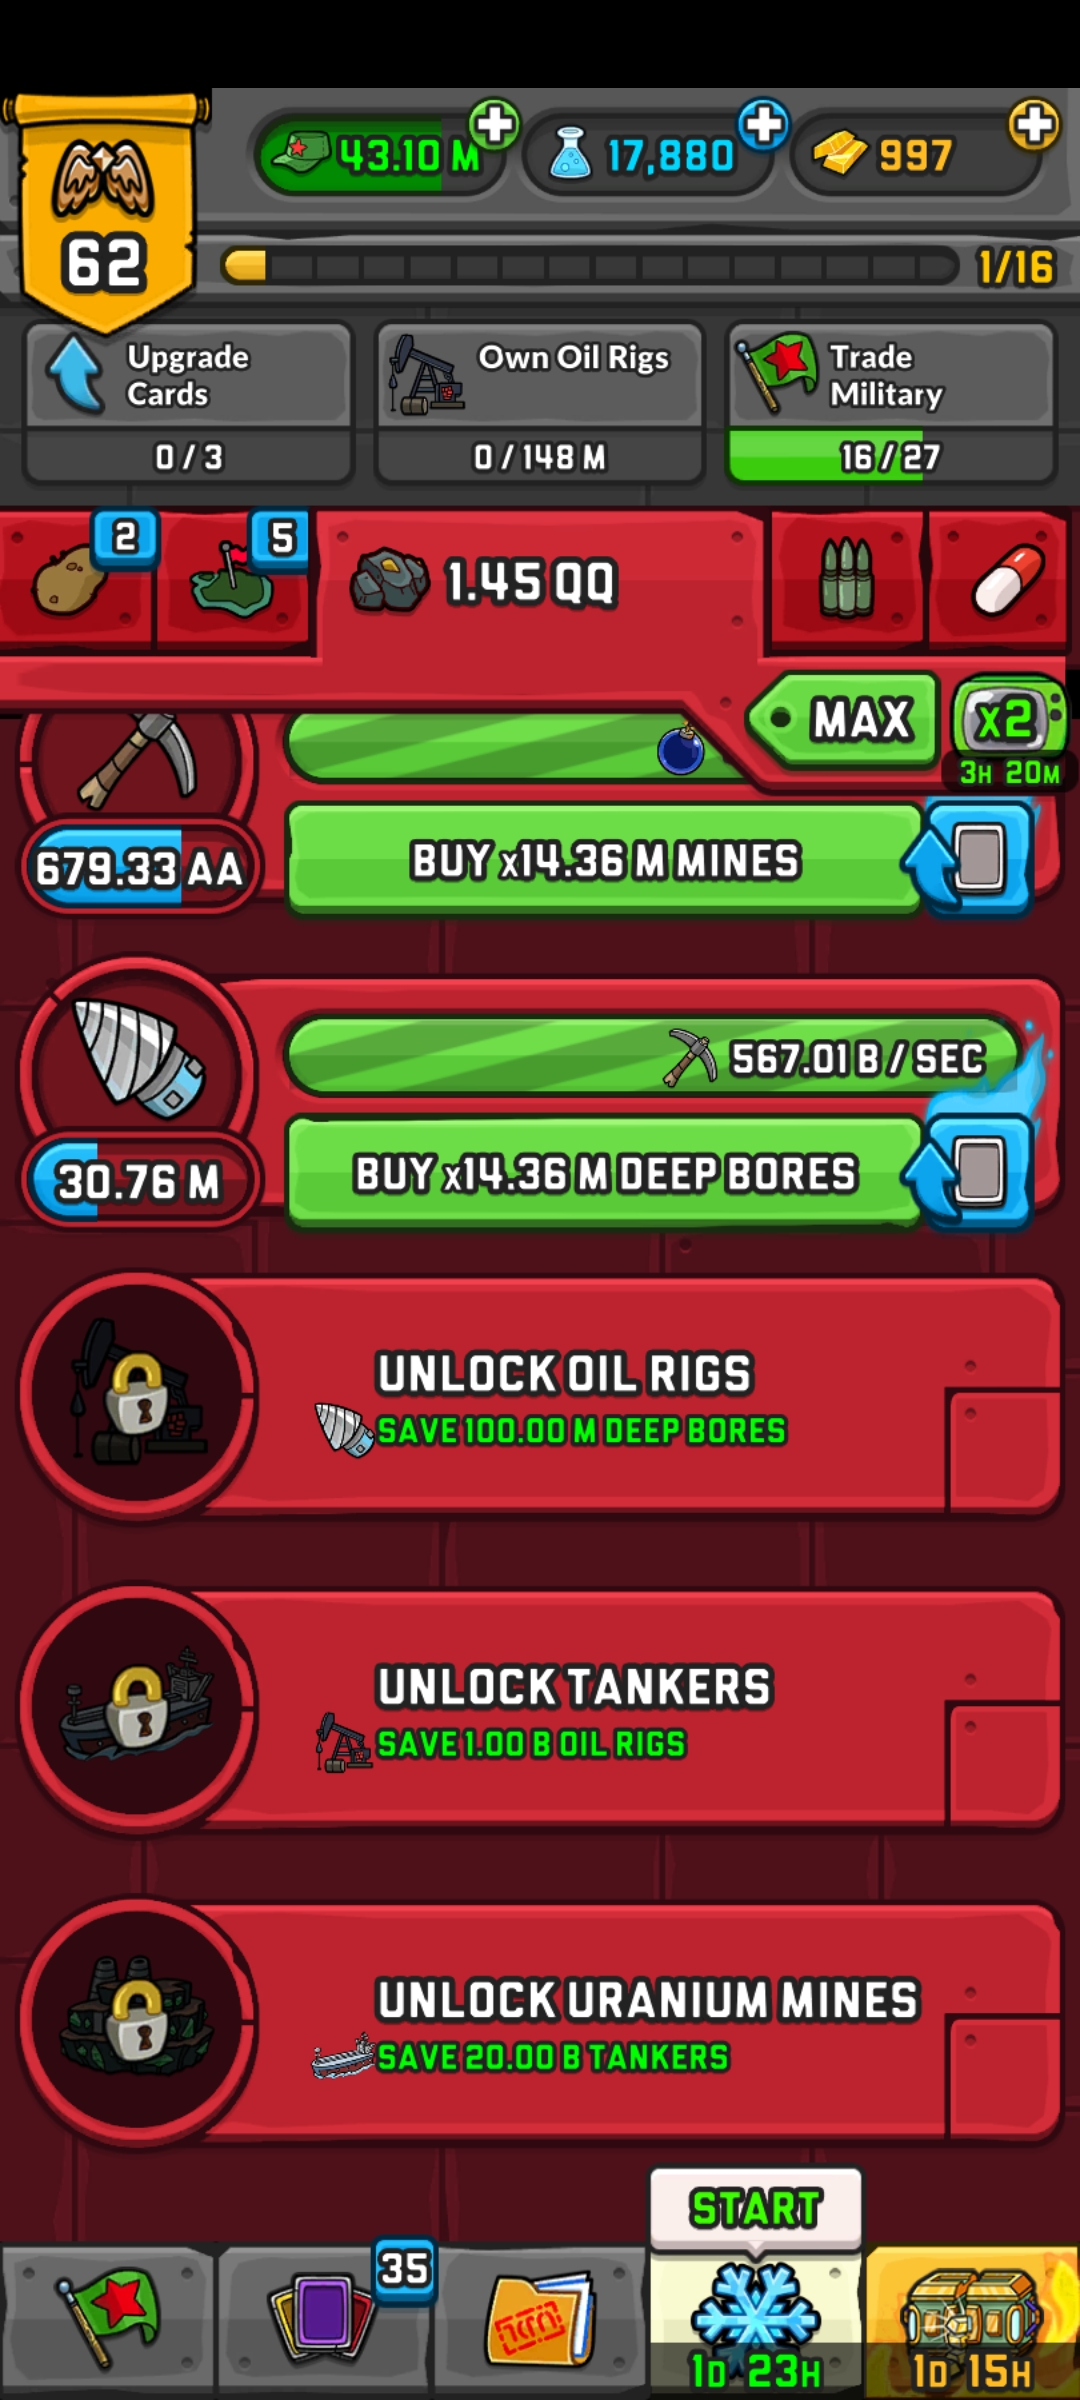 43.10 M
17,880
997
62
1/16
Upgrade
Cards
Own Oil Rigs
Trade
Military
0 / 3
0 / 148 M
16 / 27
2
5
1.45 QQ
MAX
x2
3H 20M
679.33 AA
BUY x14.36 M MINES
567.01 B / SEC
30.76 M
BUY x14.36 M DEEP BORES
UNLOCK OIL RIGS
SAVE 100.00 M DEEP BORES
UNLOCK TANKERS
SAVE 1.00 B OIL RIGS
UNLOCK URANIUM MINES
SAVE 20.00 B TANKERS
START
35
1D 23H
1D 15H